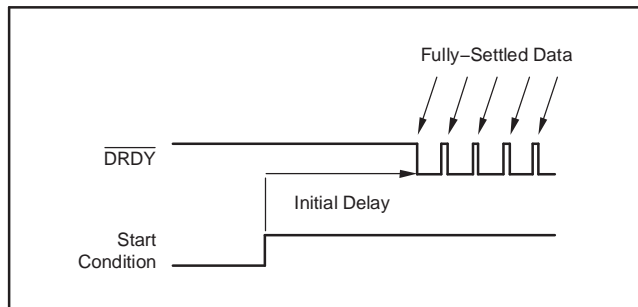 Fully−Settled Data
DRDY
Initial Delay
Start
Condition